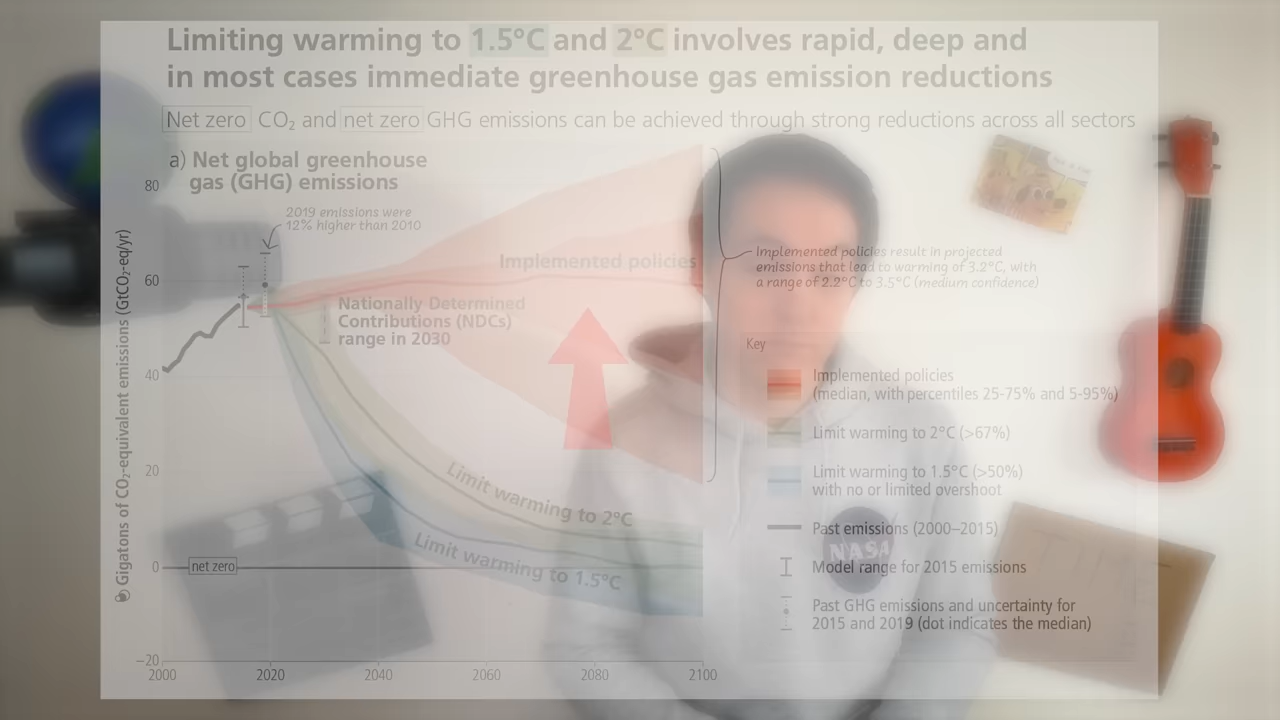 Limiting warming to 1.5°C and 2°C involves rapid, deep and
in most cases immediate greenhouse gas emission reductions
Net zero CO₂ and net zero GHG emissions can be achieved through strong reductions across all sectors
a) Net global greenhouse
gas (GHG) emissions
Gigatons of CO₂-equivalent emissions (GtCO₂-eq/yr)
80
60
40
20
0
−20
2000
2020
2040
2060
2080
2100
2019 emissions were
12% higher than 2010
Implemented policies
Nationally Determined
Contributions (NDCs)
range in 2030
Limit warming to 2°C
Limit warming to 1.5°C
net zero
Implemented policies result in projected
emissions that lead to warming of 3.2°C, with
a range of 2.2°C to 3.5°C (medium confidence)
Key
Implemented policies
(median, with percentiles 25-75% and 5-95%)
Limit warming to 2°C (>67%)
Limit warming to 1.5°C (>50%)
with no or limited overshoot
Past emissions (2000–2015)
Model range for 2015 emissions
Past GHG emissions and uncertainty for
2015 and 2019 (dot indicates the median)
NASA